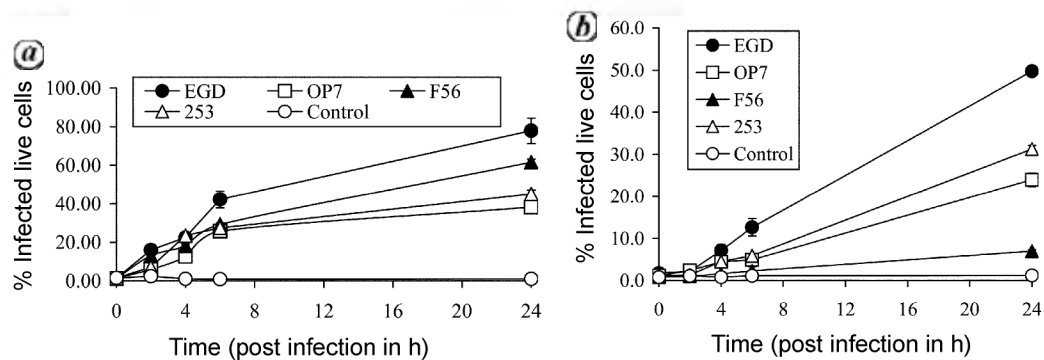 a
% Infected live cells
100.00
80.00
60.00
40.00
20.00
0.00
EGD OP7 F56
253 Control
0 4 8 12 16 20 24
Time (post infection in h)
b
% Infected live cells
60.0
50.0
40.0
30.0
20.0
10.0
0.0
EGD
OP7
F56
253
Control
0 4 8 12 16 20 24
Time (post infection in h)